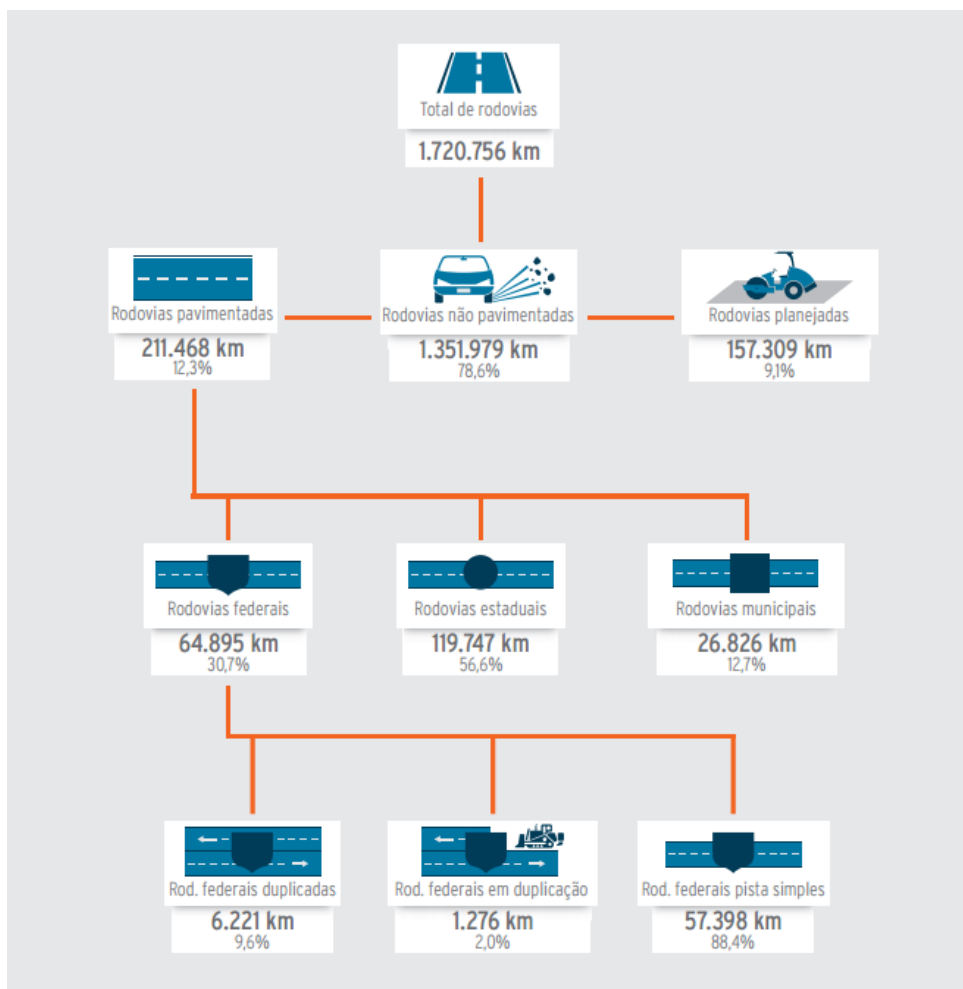 Total de rodovias
1.720.756 km
Rodovias pavimentadas
211.468 km
12,3%
Rodovias não pavimentadas
1.351.979 km
78,6%
Rodovias planejadas
157.309 km
9,1%
Rodovias federais
64.895 km
30,7%
Rodovias estaduais
119.747 km
56,6%
Rodovias municipais
26.826 km
12,7%
Rod. federais duplicadas
6.221 km
9,6%
Rod. federais em duplicação
1.276 km
2,0%
Rod. federais pista simples
57.398 km
88,4%